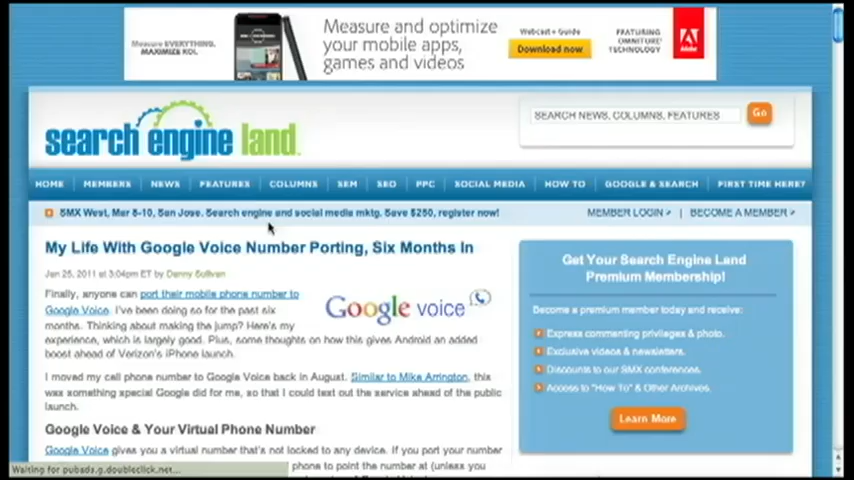 Measure EVERYTHING.
MAXIMIZE ROI.
Measure and optimize
your mobile apps,
games and videos
Webcast + Guide
Download now
FEATURING
OMNITURE®
TECHNOLOGY
Adobe
search engine land
SEARCH NEWS, COLUMNS, FEATURES
Go
HOME MEMBERS NEWS FEATURES COLUMNS SEM SEO PPC SOCIAL MEDIA HOW TO GOOGLE & SEARCH FIRST TIME HERE?
SMX West, Mar 8-10, San Jose. Search engine and social media mktg. Save $250, register now!
MEMBER LOGIN | BECOME A MEMBER
My Life With Google Voice Number Porting, Six Months In
Jan 25, 2011 at 3:04pm ET by Danny Sullivan
Finally, anyone can port their mobile phone number to
Google Voice. I've been doing so for the past six
months. Thinking about making the jump? Here's my
experience, which is largely good. Plus, some thoughts on how this gives Android an added
boost ahead of Verizon's iPhone launch.
Google voice
I moved my cell phone number to Google Voice back in August. Similar to Mike Arrington, this
was something special Google did for me, so that I could test out the service ahead of the public
launch.
Google Voice & Your Virtual Phone Number
Google Voice gives you a virtual number that's not locked to any device. If you port your number
phone to point the number at (unless you
Get Your Search Engine Land
Premium Membership!
Become a premium member today and receive:
Express commenting privileges & photo.
Exclusive videos & newsletters.
Discounts to our SMX conferences.
Access to "How To" & Other Archives.
Learn More
Waiting for pubads.g.doubleclick.net...